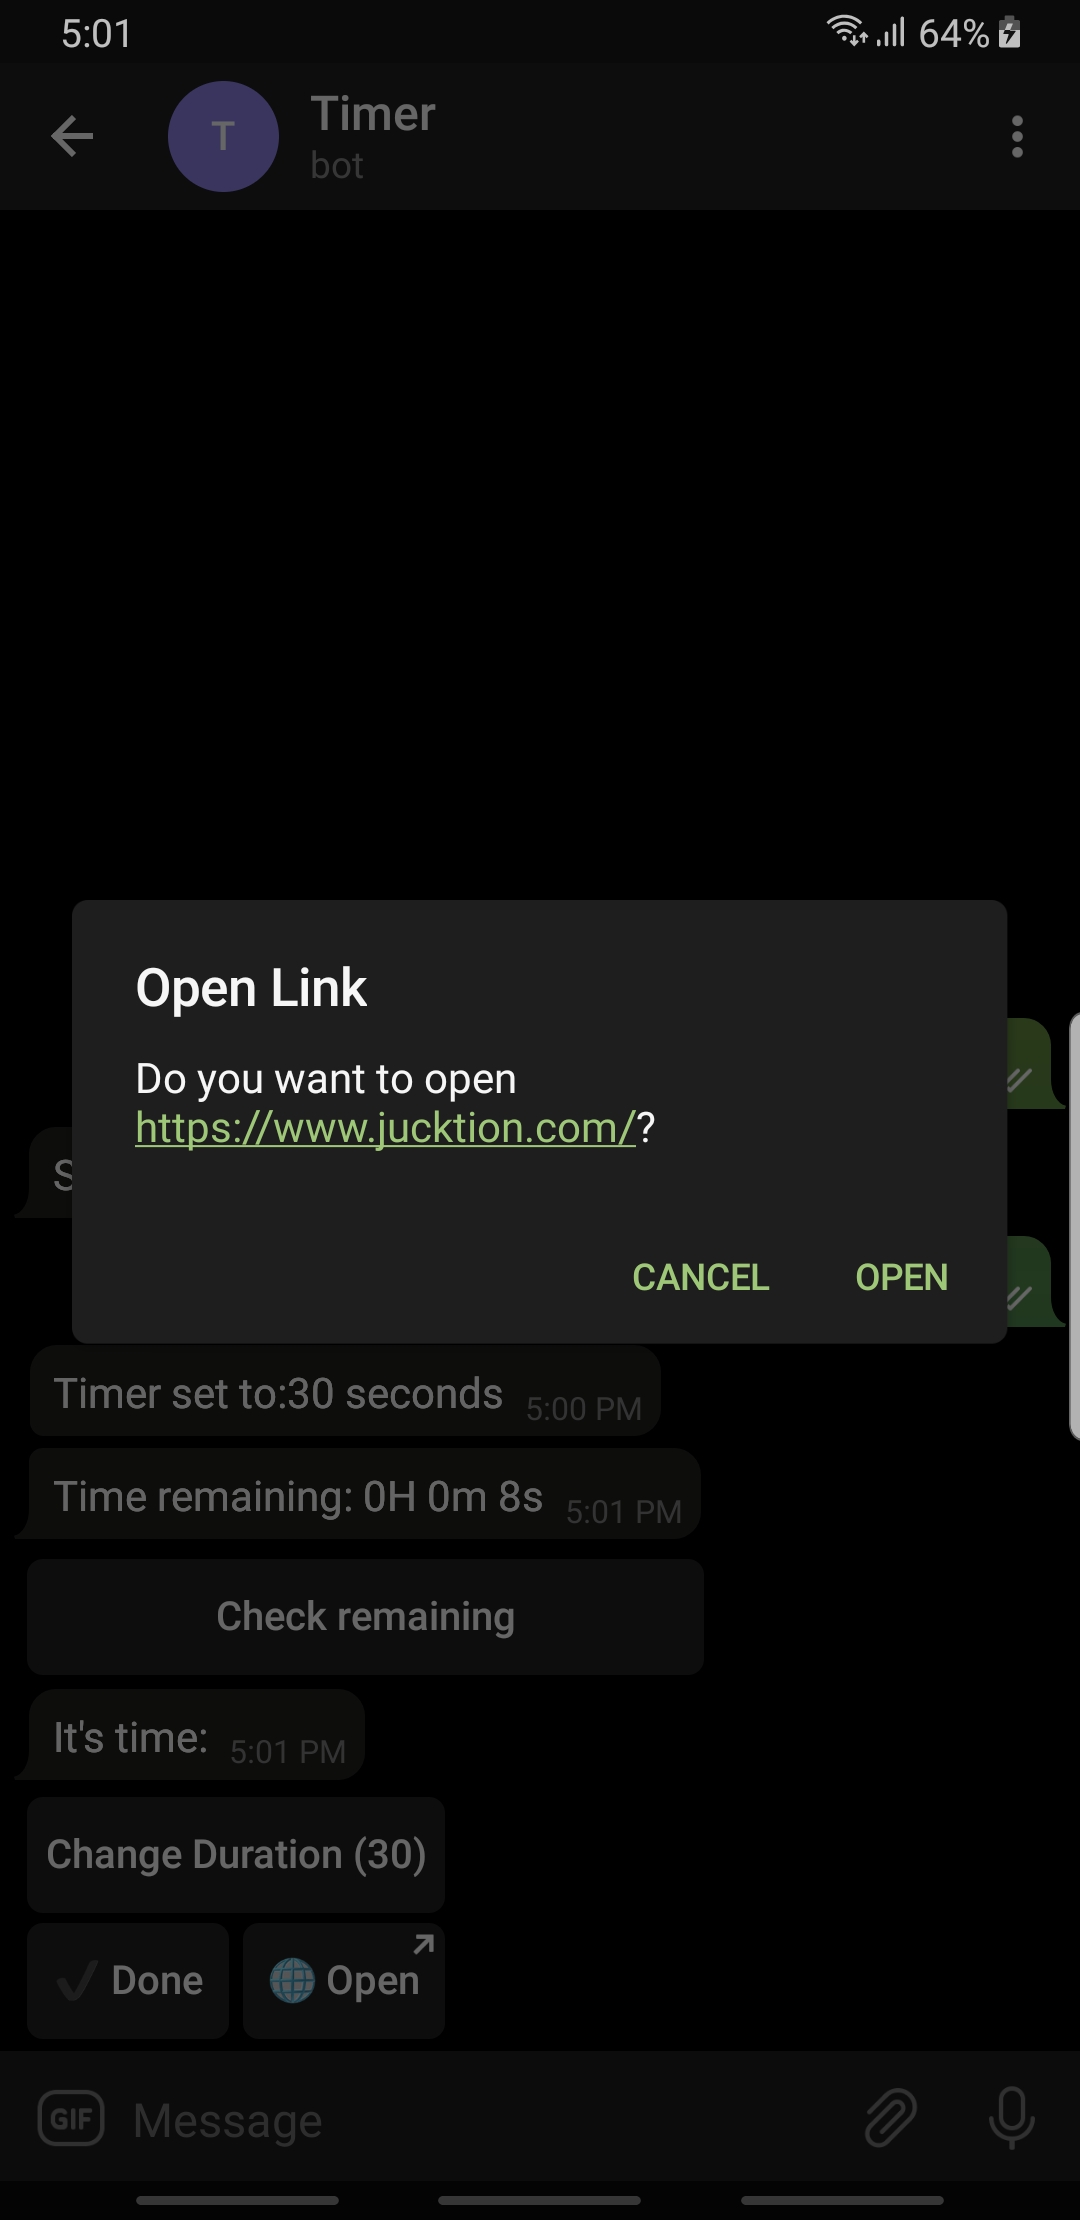 5:01
64%
T
Timer
bot
Open Link
Do you want to open
https://www.jucktion.com/?
S
CANCEL
OPEN
Timer set to:30 seconds 5:00 PM
Time remaining: 0H 0m 8s 5:01 PM
Check remaining
It's time: 5:01 PM
Change Duration (30)
Done
Open
GIF
Message